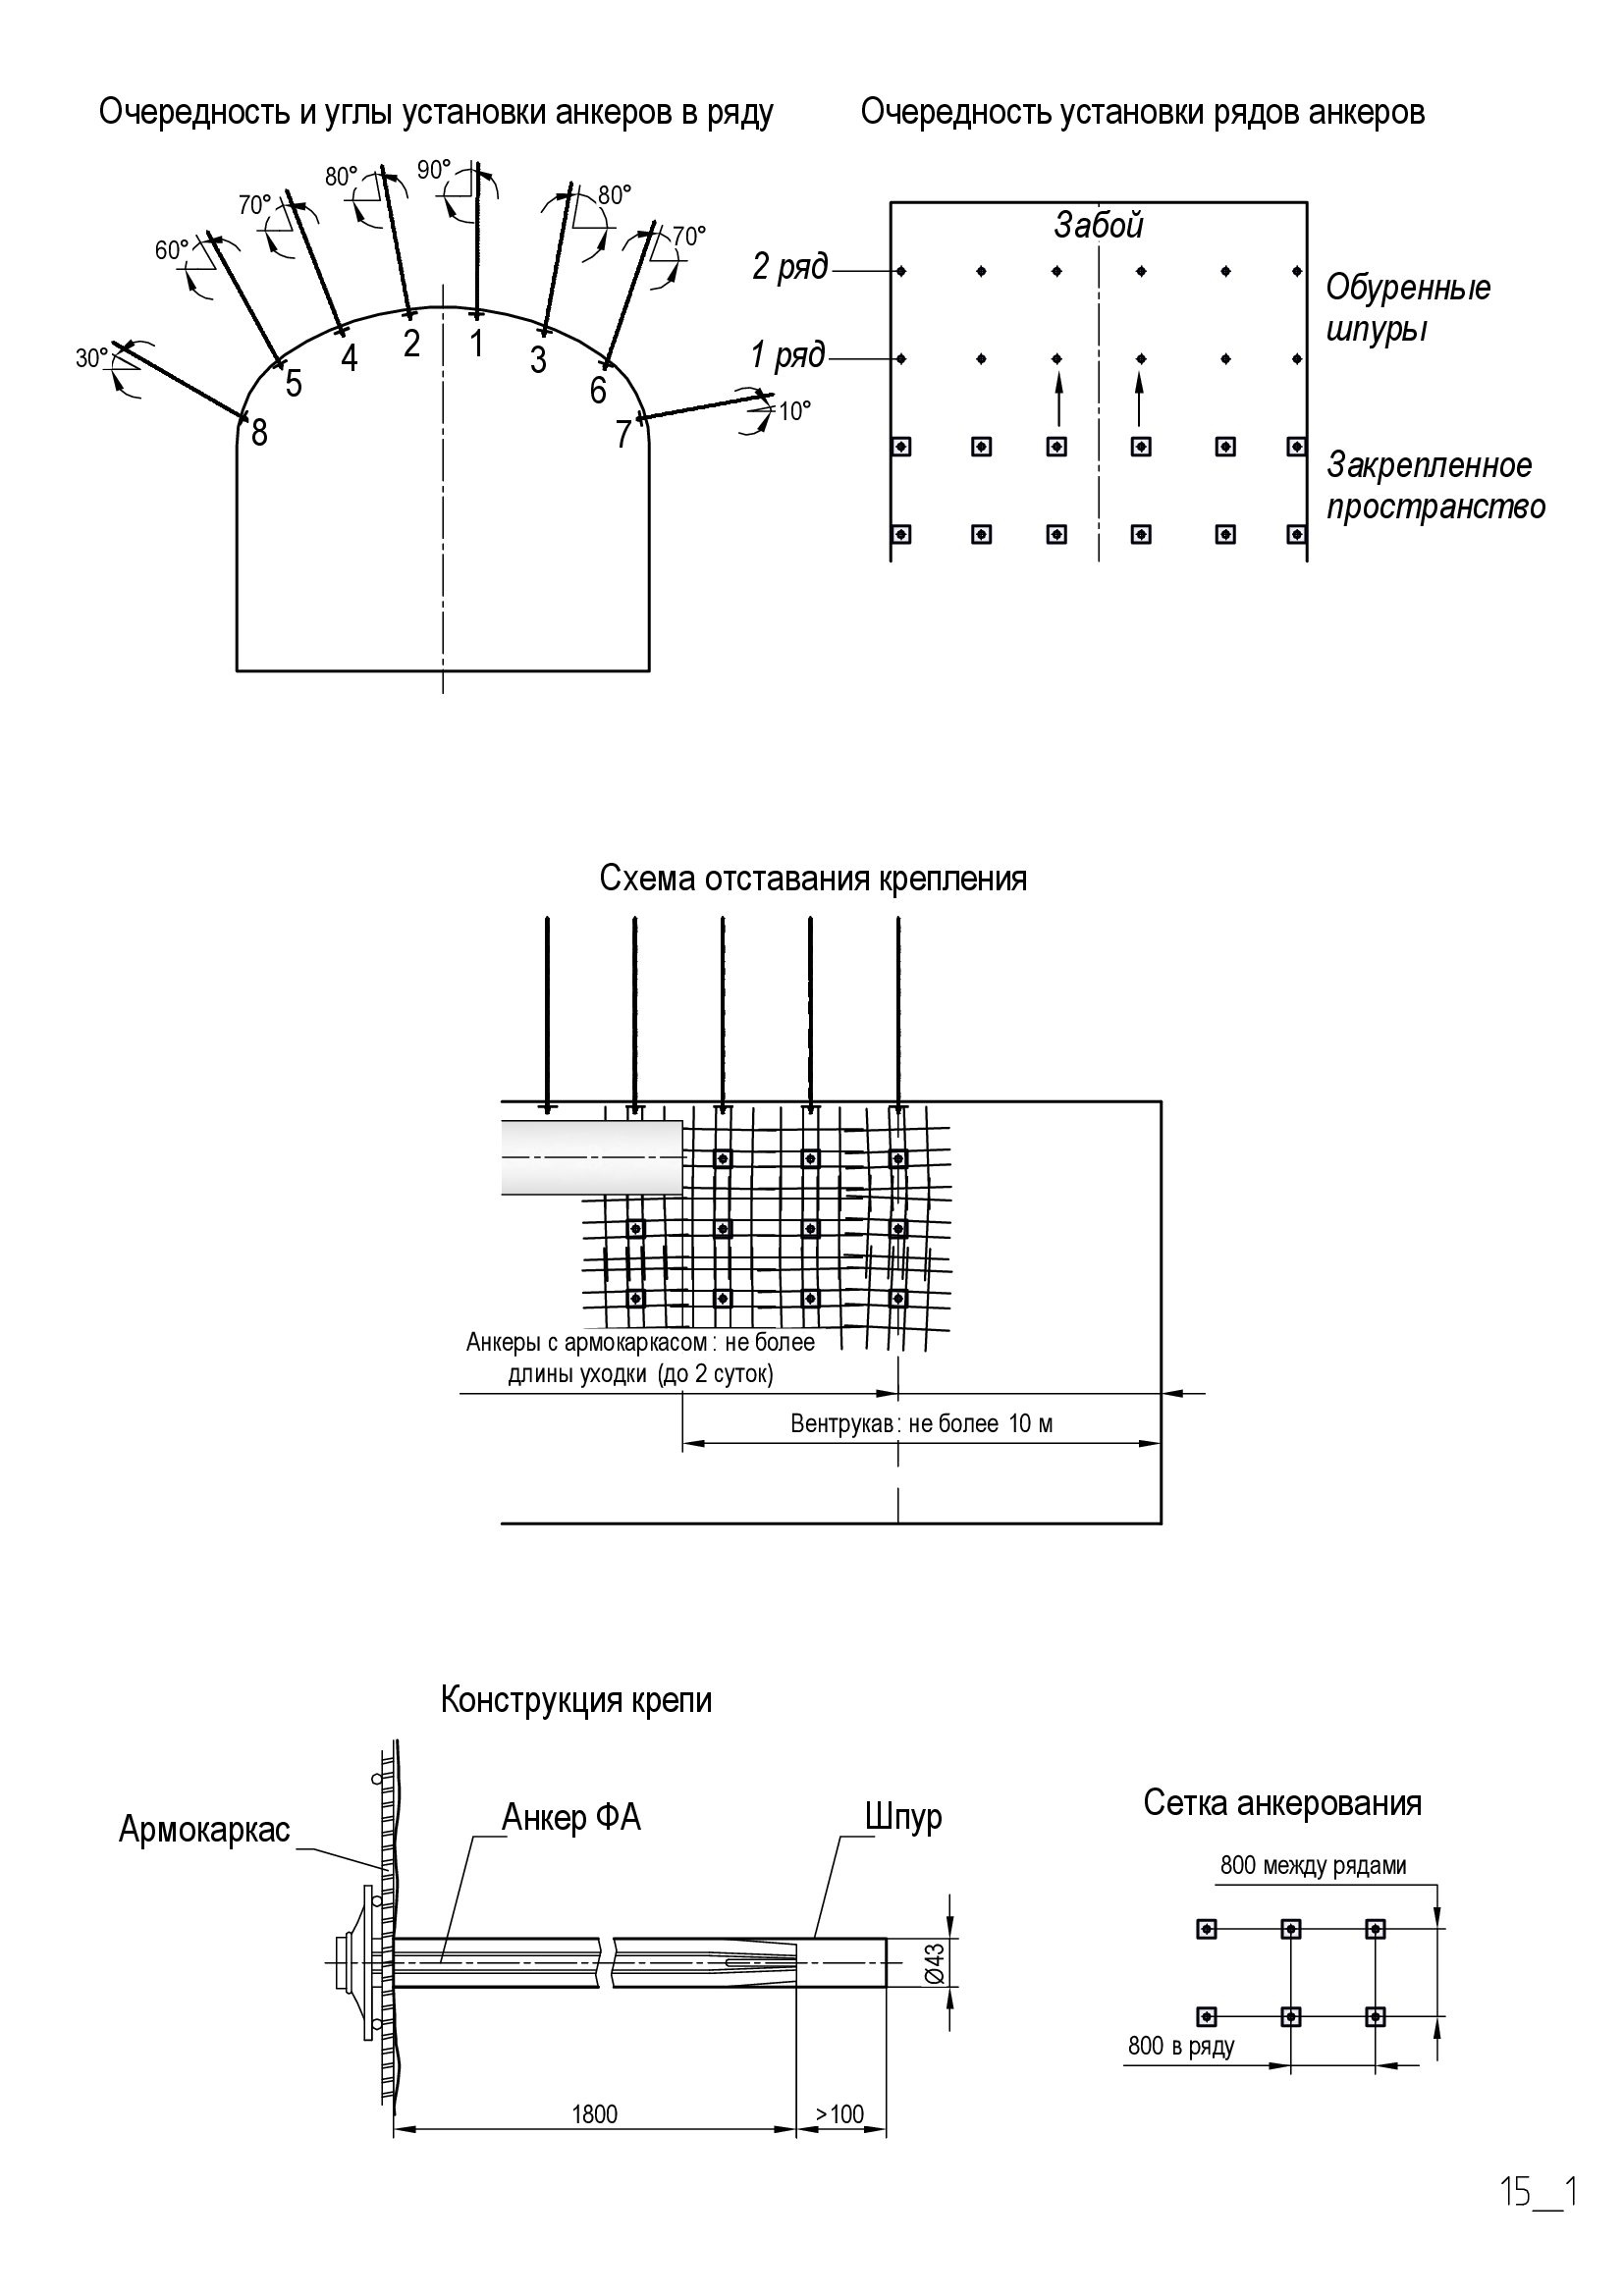 Очередность и углы установки анкеров в ряду
80°
90°
80°
70°
70°
60°
30°
10°
2
1
4
3
5
6
8
7
Очередность установки рядов анкеров
Забой
2 ряд
Обуренные
шпуры
1 ряд
Закрепленное
пространство
Схема отставания крепления
Анкеры с армокаркасом: не более
длины уходки (до 2 суток)
Вентрукав: не более 10 м
Конструкция крепи
Армокаркас
Анкер ФА
Шпур
Ø43
1800
>100
Сетка анкерования
800 между рядами
800 в ряду
15__1